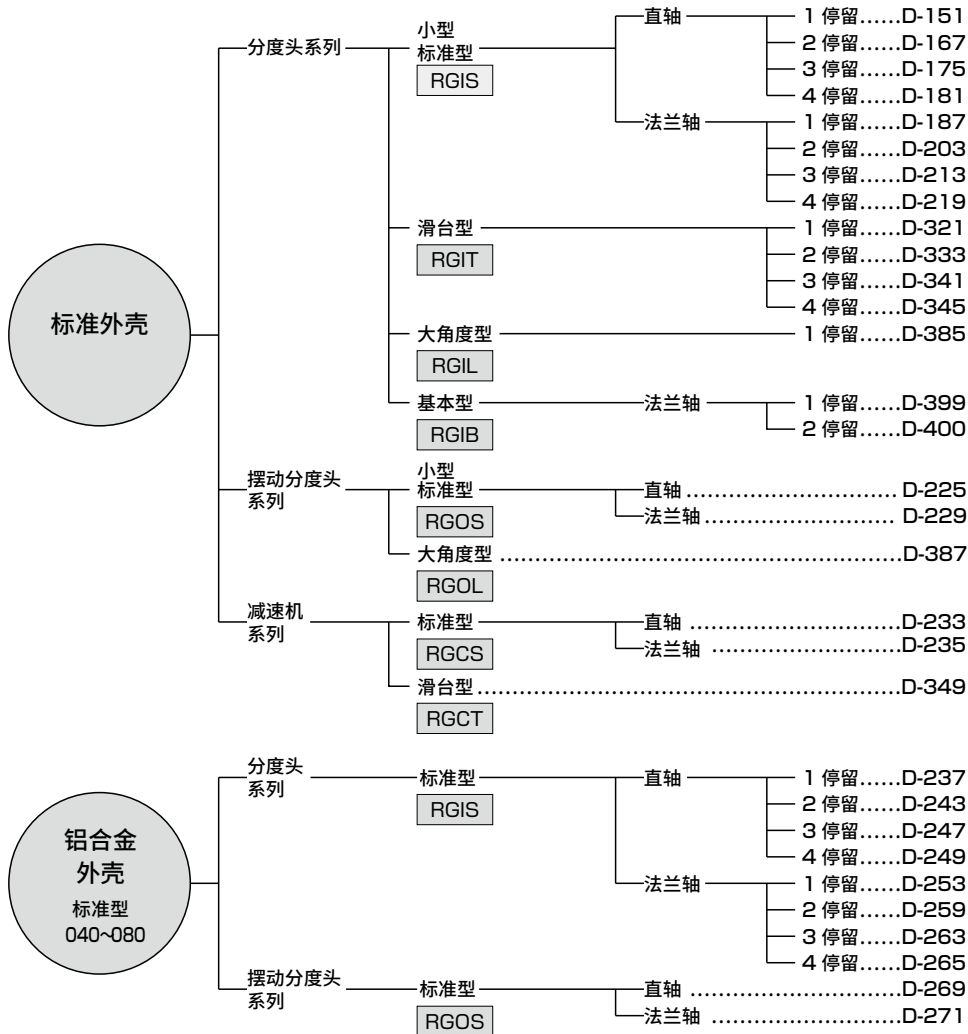 标准外壳
分度头系列
小型
标准型
RGIS
直轴
1 停留......D-151
2 停留......D-167
3 停留......D-175
4 停留......D-181
法兰轴
1 停留......D-187
2 停留......D-203
3 停留......D-213
4 停留......D-219
滑台型
RGIT
1 停留......D-321
2 停留......D-333
3 停留......D-341
4 停留......D-345
大角度型
RGIL
1 停留......D-385
基本型
RGIB
法兰轴
1 停留......D-399
2 停留......D-400
摆动分度头
系列
小型
标准型
RGOS
直轴 ................................ D-225
法兰轴 ............................. D-229
大角度型 .............................................................D-387
RGOL
减速机
系列
标准型
RGCS
直轴 ................................D-233
法兰轴 .............................D-235
滑台型 ................................................................D-349
RGCT
铝合金
外壳
标准型
040~080
分度头
系列
标准型
RGIS
直轴
1 停留......D-237
2 停留......D-243
3 停留......D-247
4 停留......D-249
法兰轴
1 停留......D-253
2 停留......D-259
3 停留......D-263
4 停留......D-265
摆动分度头
系列
标准型
RGOS
直轴 ................................D-269
法兰轴 .............................D-271